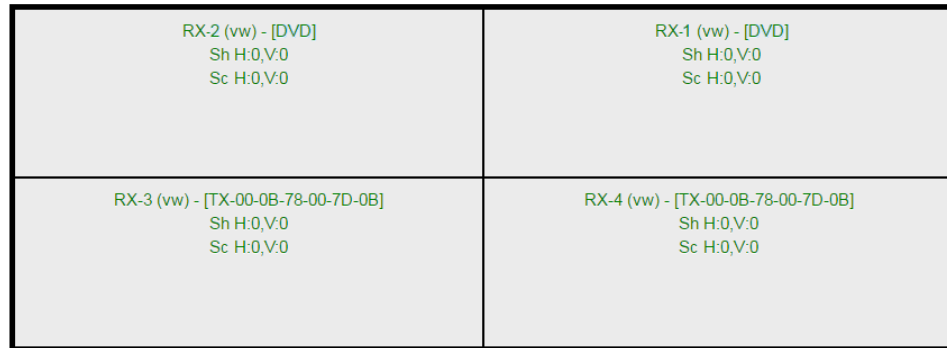 RX-2 (vw) - [DVD]
Sh H:0,V:0
Sc H:0,V:0
RX-1 (vw) - [DVD]
Sh H:0,V:0
Sc H:0,V:0
RX-3 (vw) - [TX-00-0B-78-00-7D-0B]
Sh H:0,V:0
Sc H:0,V:0
RX-4 (vw) - [TX-00-0B-78-00-7D-0B]
Sh H:0,V:0
Sc H:0,V:0